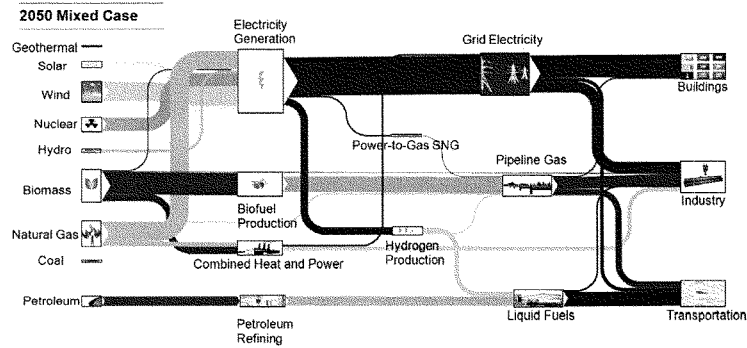 2050 Mixed Case
Geothermal
Solar
Wind
Nuclear
Hydro
Biomass
Natural Gas
Coal
Petroleum
Electricity
Generation
Biofuel
Production
Combined Heat and Power
Petroleum
Refining
Power-to-Gas SNG
Hydrogen
Production
Grid Electricity
Pipeline Gas
Liquid Fuels
Buildings
Industry
Transportation